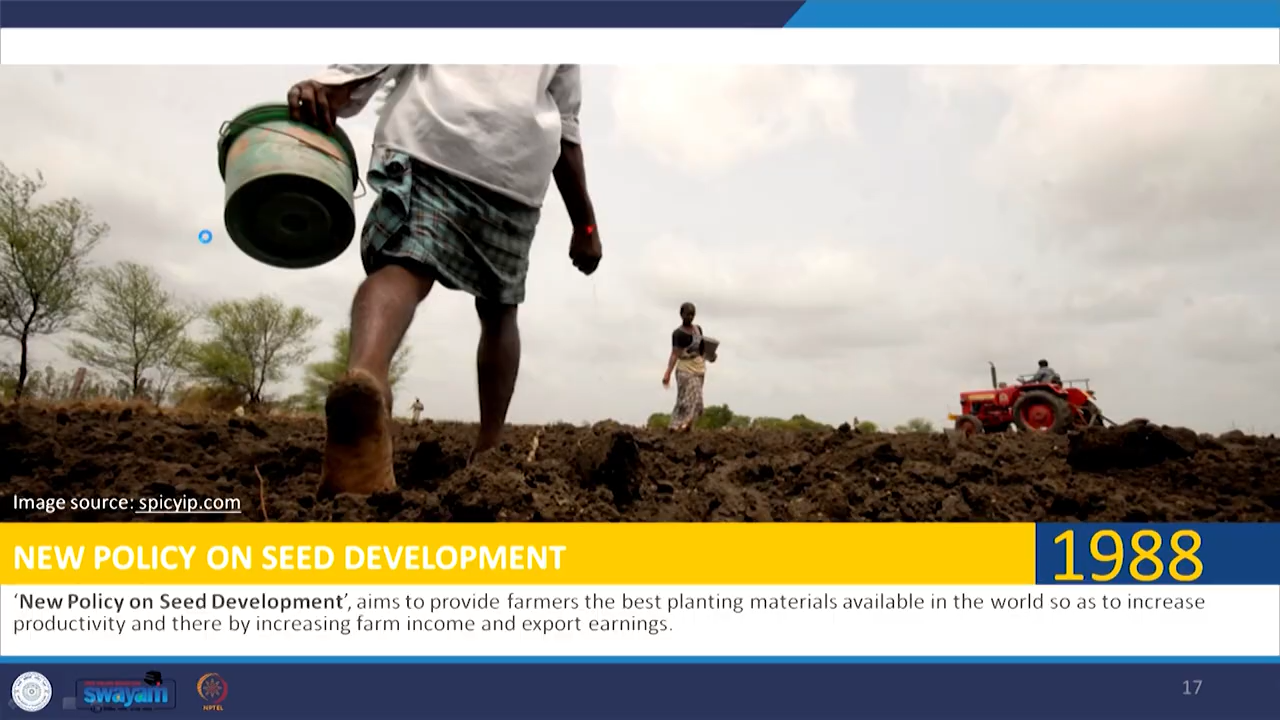 Image source: spicyip.com
NEW POLICY ON SEED DEVELOPMENT
1988
‘New Policy on Seed Development’, aims to provide farmers the best planting materials available in the world so as to increase
productivity and there by increasing farm income and export earnings.
swayam
NPTEL
17